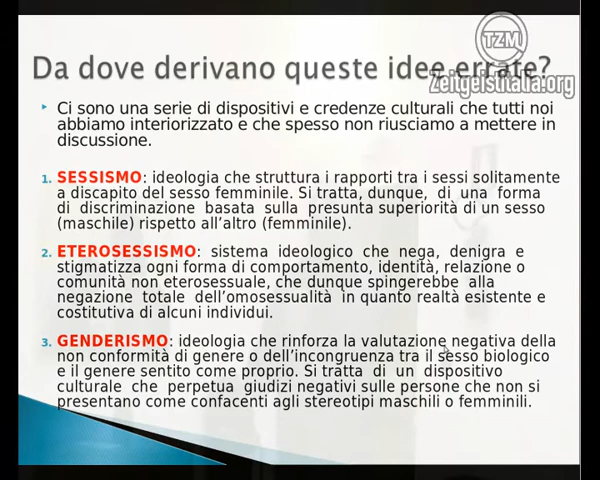 TZM
Da dove derivano queste idee errate?
Zeitgeistitalia.org
Ci sono una serie di dispositivi e credenze culturali che tutti noi
abbiamo interiorizzato e che spesso non riusciamo a mettere in
discussione.
1. SESSISMO: ideologia che struttura i rapporti tra i sessi solitamente
a discapito del sesso femminile. Si tratta, dunque, di una forma
di discriminazione basata sulla presunta superiorità di un sesso
(maschile) rispetto all'altro (femminile).
2. ETEROSESSISMO: sistema ideologico che nega, denigra e
stigmatizza ogni forma di comportamento, identità, relazione o
comunità non eterosessuale, che dunque spingerebbe alla
negazione totale dell'omosessualità in quanto realtà esistente e
costitutiva di alcuni individui.
3. GENDERISMO: ideologia che rinforza la valutazione negativa della
non conformità di genere o dell'incongruenza tra il sesso biologico
e il genere sentito come proprio. Si tratta di un dispositivo
culturale che perpetua giudizi negativi sulle persone che non si
presentano come confacenti agli stereotipi maschili o femminili.